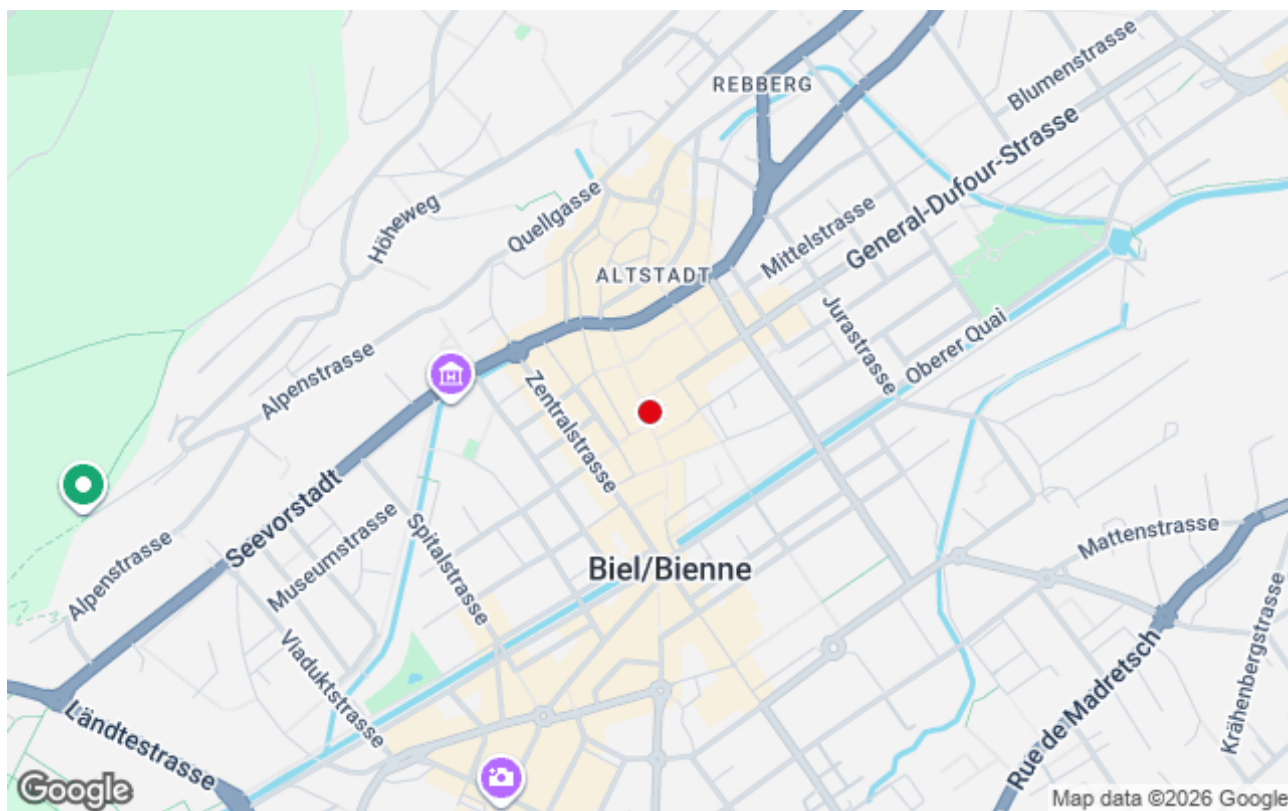 REBBERG
Blumenstrasse
General-Dufour-Strasse
Höheweg
Quellgasse
Mittelstrasse
ALTSTADT
Jurastrasse
Oberer Quai
Alpenstrasse
Zentralstrasse
Seevorstadt
Museumstrasse
Spitalstrasse
Alpenstrasse
Mattenstrasse
Biel/Bienne
Viaduktstrasse
Krähenbergstrasse
Rue de Madretsch
Ländtestrasse
Google
Map data ©2026 Google